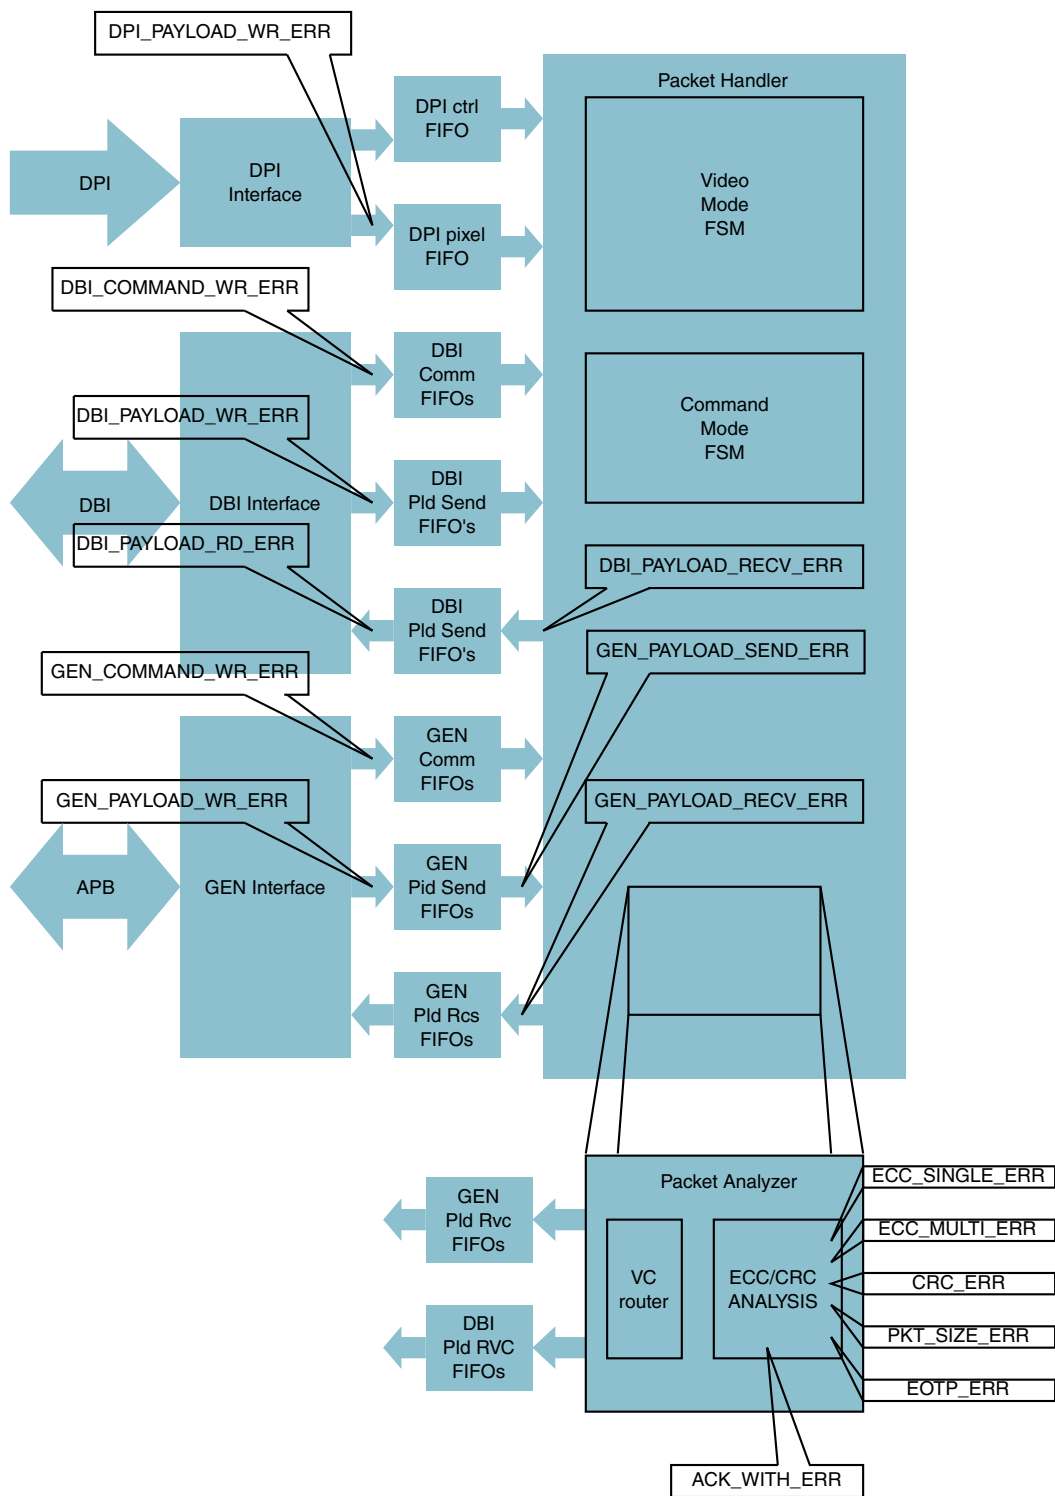 DPI_PAYLOAD_WR_ERR
Packet Handler
DPI ctrl
FIFO
DPI
DPI
Interface
Video
Mode
FSM
DPI pixel
FIFO
DBI_COMMAND_WR_ERR
DBI
Comm
FIFOs
Command
Mode
FSM
DBI_PAYLOAD_WR_ERR
DBI
DBI Interface
DBI
Pld Send
FIFO's
DBI_PAYLOAD_RD_ERR
DBI_PAYLOAD_RECV_ERR
DBI
Pld Send
FIFO's
GEN_PAYLOAD_SEND_ERR
GEN_COMMAND_WR_ERR
GEN
Comm
FIFOs
GEN_PAYLOAD_WR_ERR
GEN_PAYLOAD_RECV_ERR
APB
GEN Interface
GEN
Pid Send
FIFOs
GEN
Pld Rcs
FIFOs
Packet Analyzer
ECC_SINGLE_ERR
GEN
Pld Rvc
FIFOs
ECC_MULTI_ERR
VC
router
ECC/CRC
ANALYSIS
CRC_ERR
PKT_SIZE_ERR
DBI
Pld RVC
FIFOs
EOTP_ERR
ACK_WITH_ERR